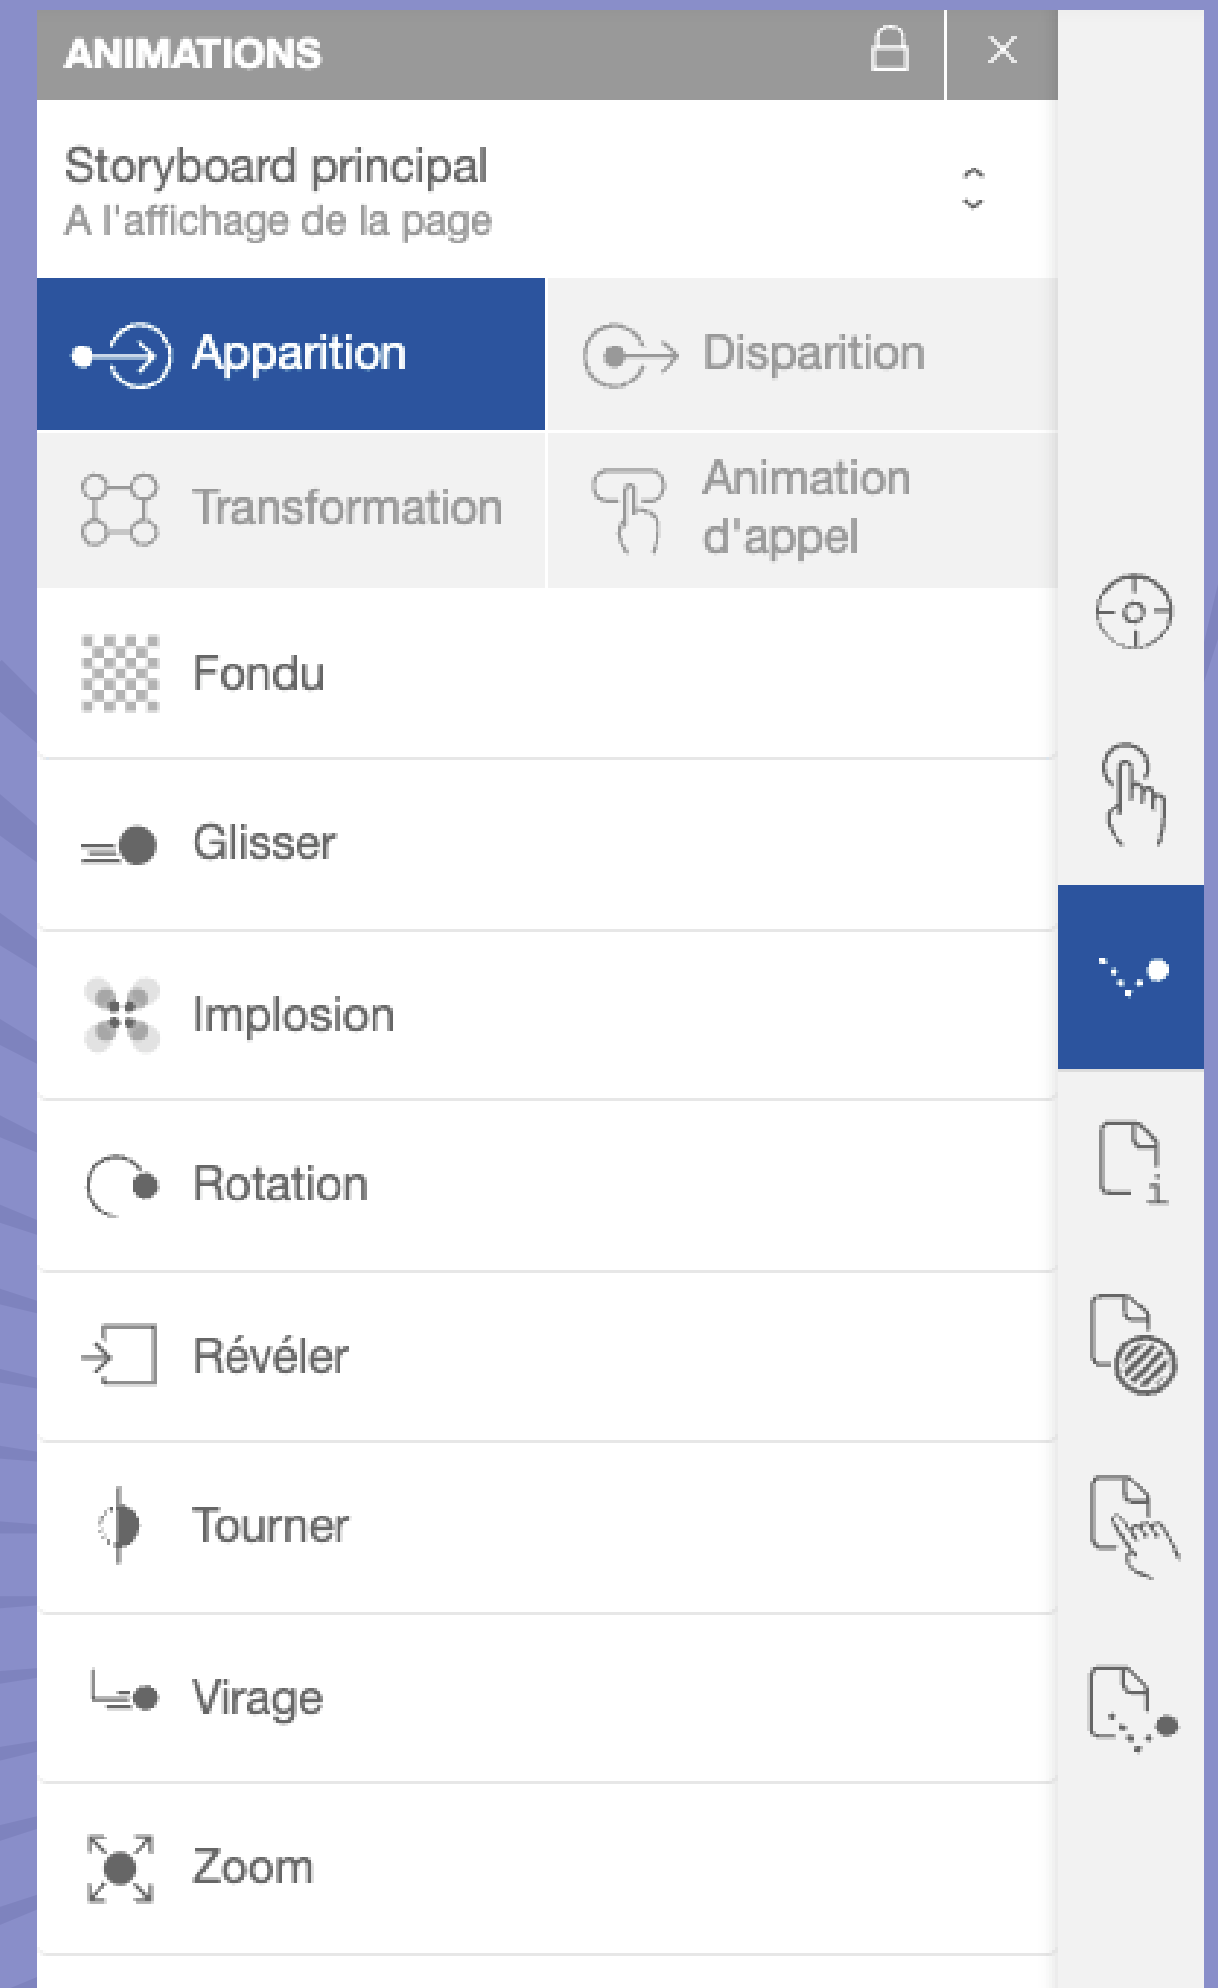 ANIMATIONS
Storyboard principal
A l'affichage de la page
Apparition
Disparition
Transformation
Animation
d'appel
Fondu
Glisser
Implosion
Rotation
Révéler
Tourner
Virage
Zoom